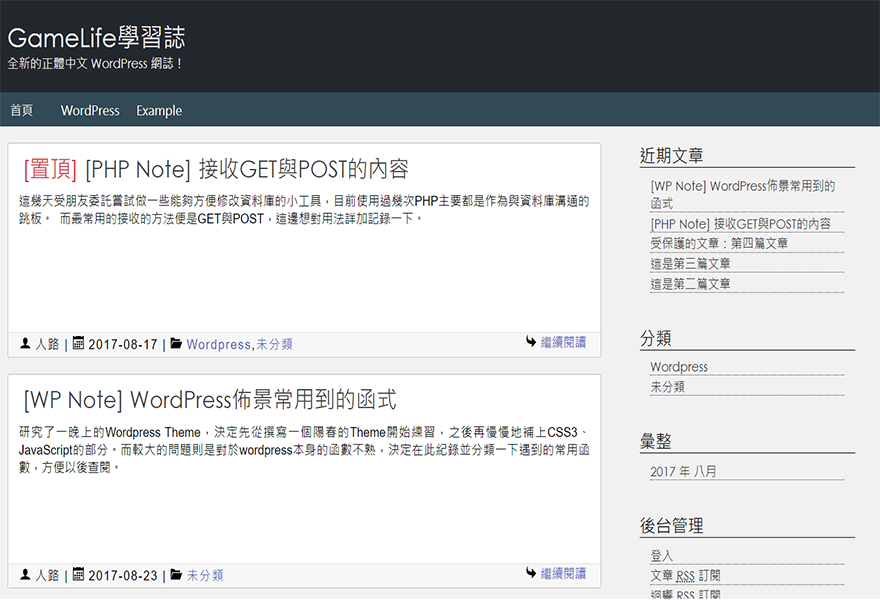 GameLife學習誌
全新的正體中文 WordPress 網誌！
首頁 WordPress Example
[置頂] [PHP Note] 接收GET與POST的內容
這幾天受朋友委託嘗試做一些能夠方便修改資料庫的小工具，目前使用過幾次PHP主要都是作為與資料庫溝通的
跳板。 而最常用的接收的方法便是GET與POST，這邊想對用法詳加記錄一下。
人路 | 2017-08-17 | Wordpress,未分類
繼續閱讀
[WP Note] WordPress佈景常用到的函式
研究了一晚上的Wordpress Theme，決定先從撰寫一個陽春的Theme開始練習，之後再慢慢地補上CSS3、
JavaScript的部分。而較大的問題則是對於wordpress本身的函數不熟，決定在此紀錄並分類一下遇到的常用函
數，方便以後查閱。
人路 | 2017-08-23 | 未分類
繼續閱讀
近期文章
[WP Note] WordPress佈景常用到的
函式
[PHP Note] 接收GET與POST的內容
受保護的文章：第四篇文章
這是第三篇文章
這是第二篇文章
分類
Wordpress
未分類
彙整
2017 年 八月
後台管理
登入
文章 RSS 訂閱
迴響 RSS 訂閱